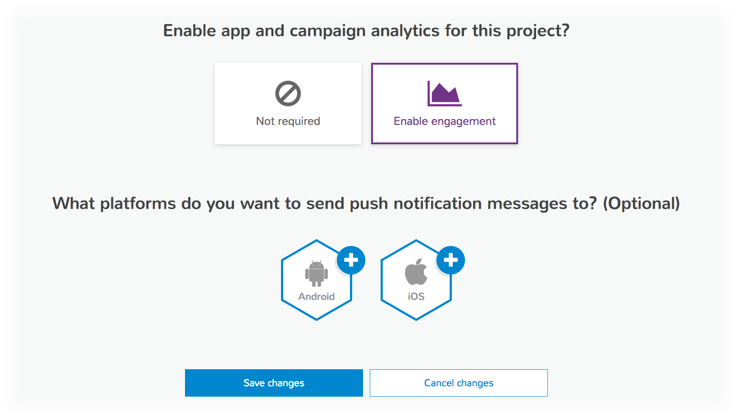 Enable app and campaign analytics for this project?
Not required
Enable engagement
What platforms do you want to send push notification messages to? (Optional)
Android
iOS
Save changes
Cancel changes